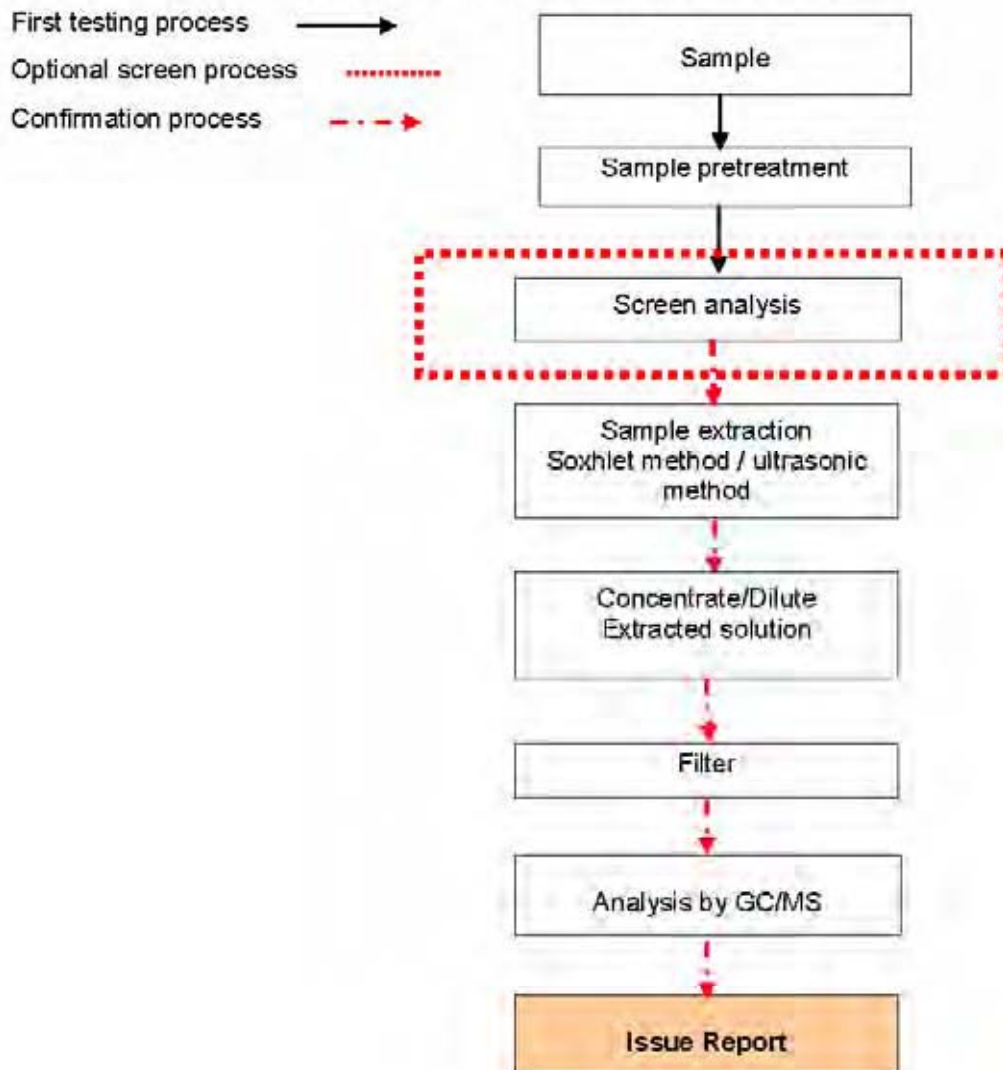 First testing process
Optional screen process
Confirmation process
Sample
Sample pretreatment
Screen analysis
Sample extraction
Soxhlet method / ultrasonic
method
Concentrate/Dilute
Extracted solution
Filter
Analysis by GC/MS
Issue Report